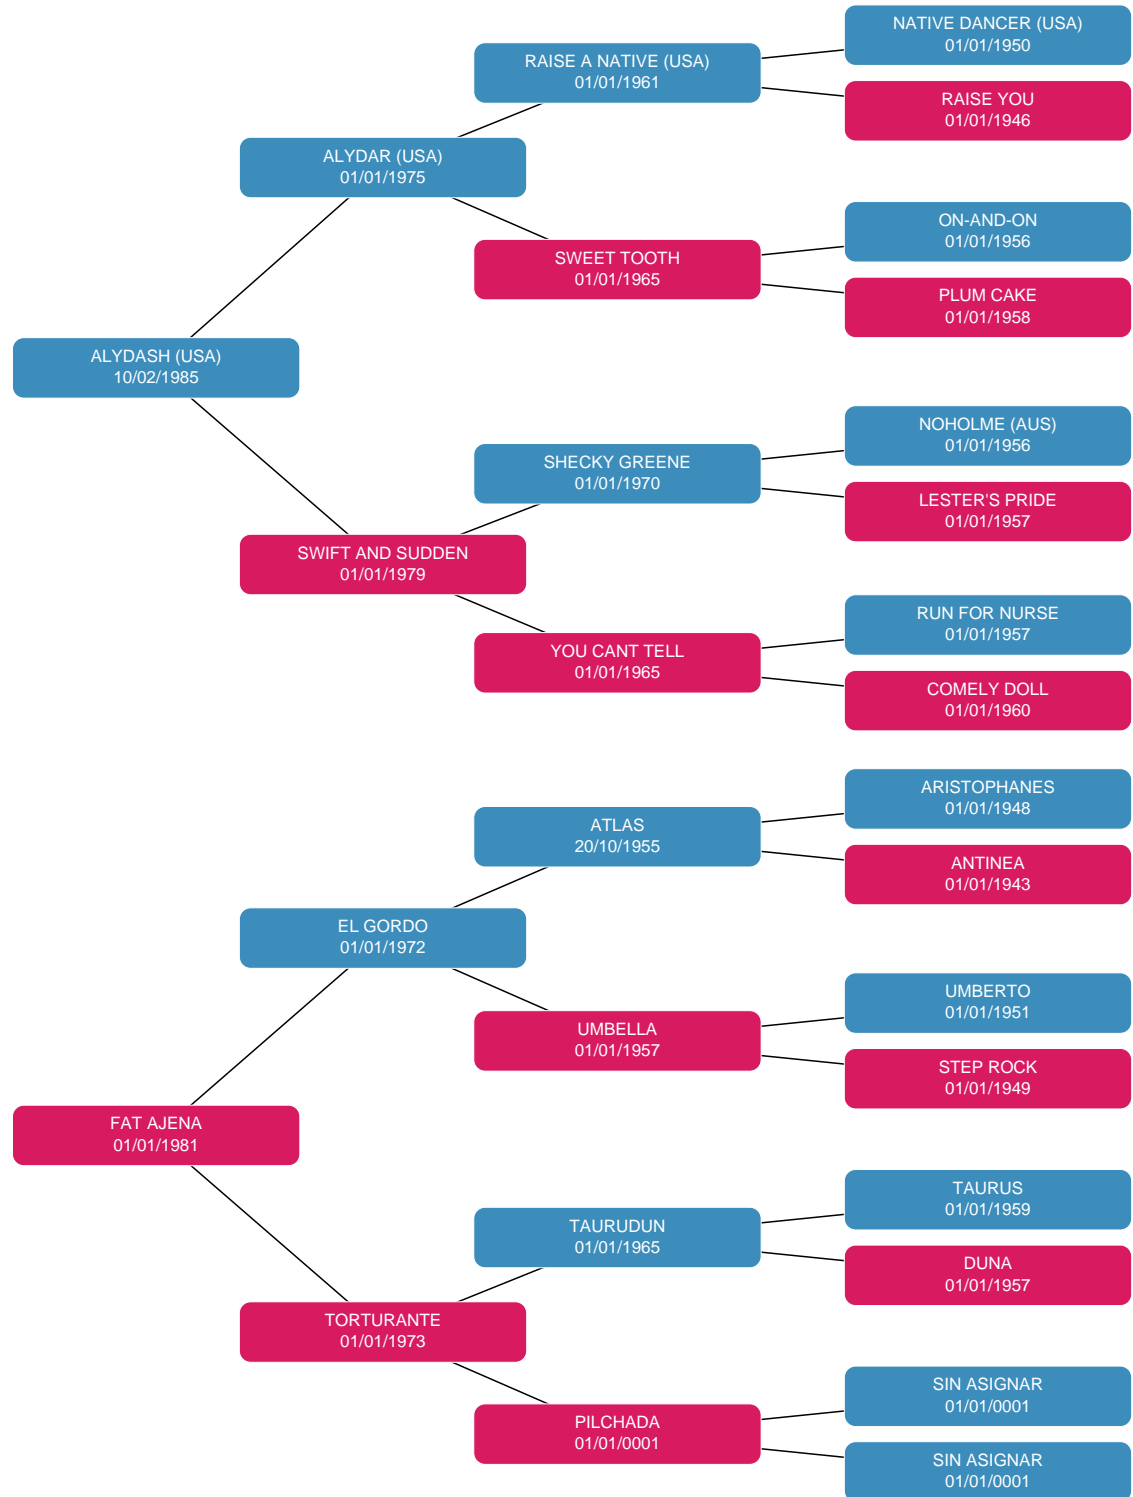 NATIVE DANCER (USA)
01/01/1950
RAISE A NATIVE (USA)
01/01/1961
RAISE YOU
01/01/1946
ALYDAR (USA)
01/01/1975
ON-AND-ON
01/01/1956
SWEET TOOTH
01/01/1965
PLUM CAKE
01/01/1958
ALYDASH (USA)
10/02/1985
NOHOLME (AUS)
01/01/1956
SHECKY GREENE
01/01/1970
LESTER'S PRIDE
01/01/1957
SWIFT AND SUDDEN
01/01/1979
RUN FOR NURSE
01/01/1957
YOU CANT TELL
01/01/1965
COMELY DOLL
01/01/1960
ARISTOPHANES
01/01/1948
ATLAS
20/10/1955
ANTINEA
01/01/1943
EL GORDO
01/01/1972
UMBERTO
01/01/1951
UMBELLA
01/01/1957
STEP ROCK
01/01/1949
FAT AJENA
01/01/1981
TAURUS
01/01/1959
TAURUDUN
01/01/1965
DUNA
01/01/1957
TORTURANTE
01/01/1973
SIN ASIGNAR
01/01/0001
PILCHADA
01/01/0001
SIN ASIGNAR
01/01/0001